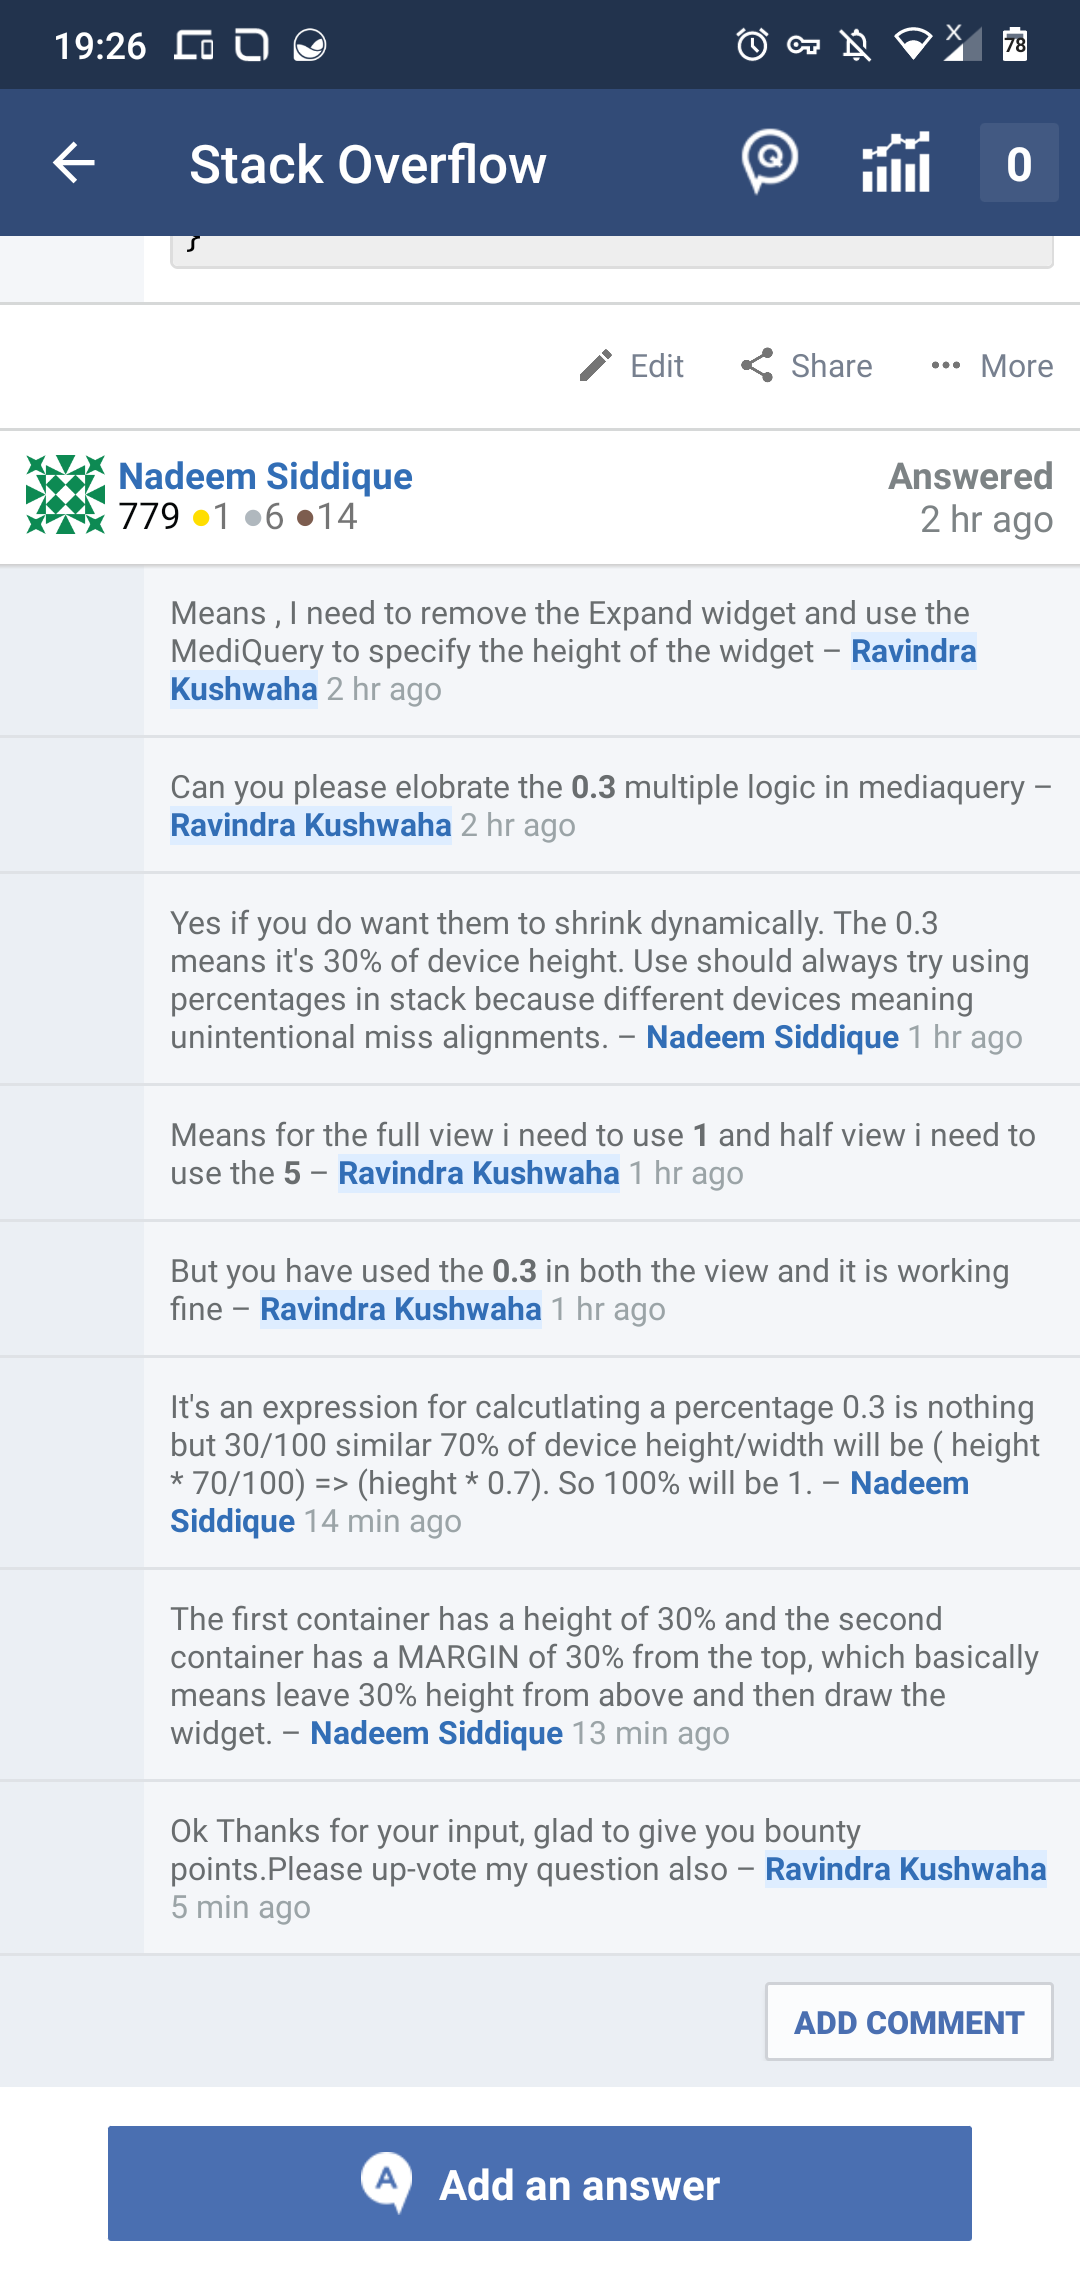 19:26
X
78
Stack Overflow
Q
0
}
Edit
Share
More
Nadeem Siddique
Answered
779 1 6 14
2 hr ago
Means , I need to remove the Expand widget and use the
MediQuery to specify the height of the widget – Ravindra
Kushwaha 2 hr ago
Can you please elobrate the 0.3 multiple logic in mediaquery –
Ravindra Kushwaha 2 hr ago
Yes if you do want them to shrink dynamically. The 0.3
means it's 30% of device height. Use should always try using
percentages in stack because different devices meaning
unintentional miss alignments. – Nadeem Siddique 1 hr ago
Means for the full view i need to use 1 and half view i need to
use the 5 – Ravindra Kushwaha 1 hr ago
But you have used the 0.3 in both the view and it is working
fine – Ravindra Kushwaha 1 hr ago
It's an expression for calcutlating a percentage 0.3 is nothing
but 30/100 similar 70% of device height/width will be ( height
* 70/100) => (hieght * 0.7). So 100% will be 1. – Nadeem
Siddique 14 min ago
The first container has a height of 30% and the second
container has a MARGIN of 30% from the top, which basically
means leave 30% height from above and then draw the
widget. – Nadeem Siddique 13 min ago
Ok Thanks for your input, glad to give you bounty
points.Please up-vote my question also – Ravindra Kushwaha
5 min ago
ADD COMMENT
A
Add an answer